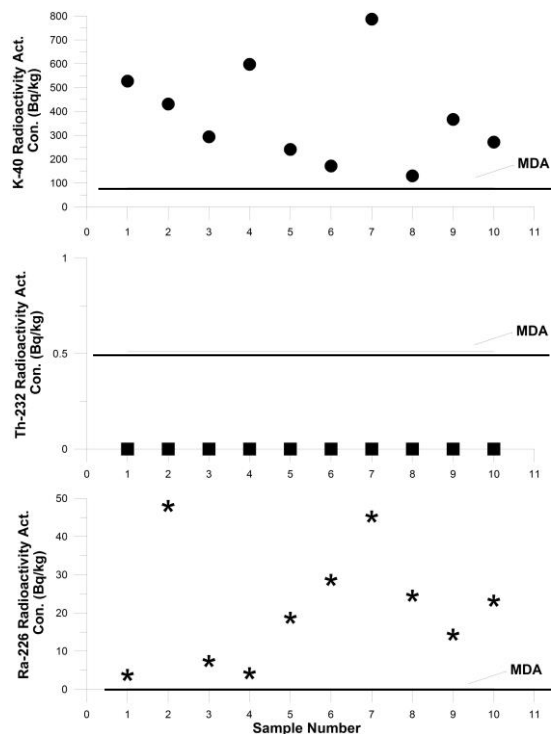 K-40 Radioactivity Act.
Con. (Bq/kg)
800
700
600
500
400
300
200
100
0
MDA
0 1 2 3 4 5 6 7 8 9 10 11
Th-232 Radioactivity Act.
Con. (Bq/kg)
1
0.5
0
MDA
0 1 2 3 4 5 6 7 8 9 10 11
Ra-226 Radioactivity Act.
Con. (Bq/kg)
50
40
30
20
10
0
MDA
0 1 2 3 4 5 6 7 8 9 10 11
Sample Number